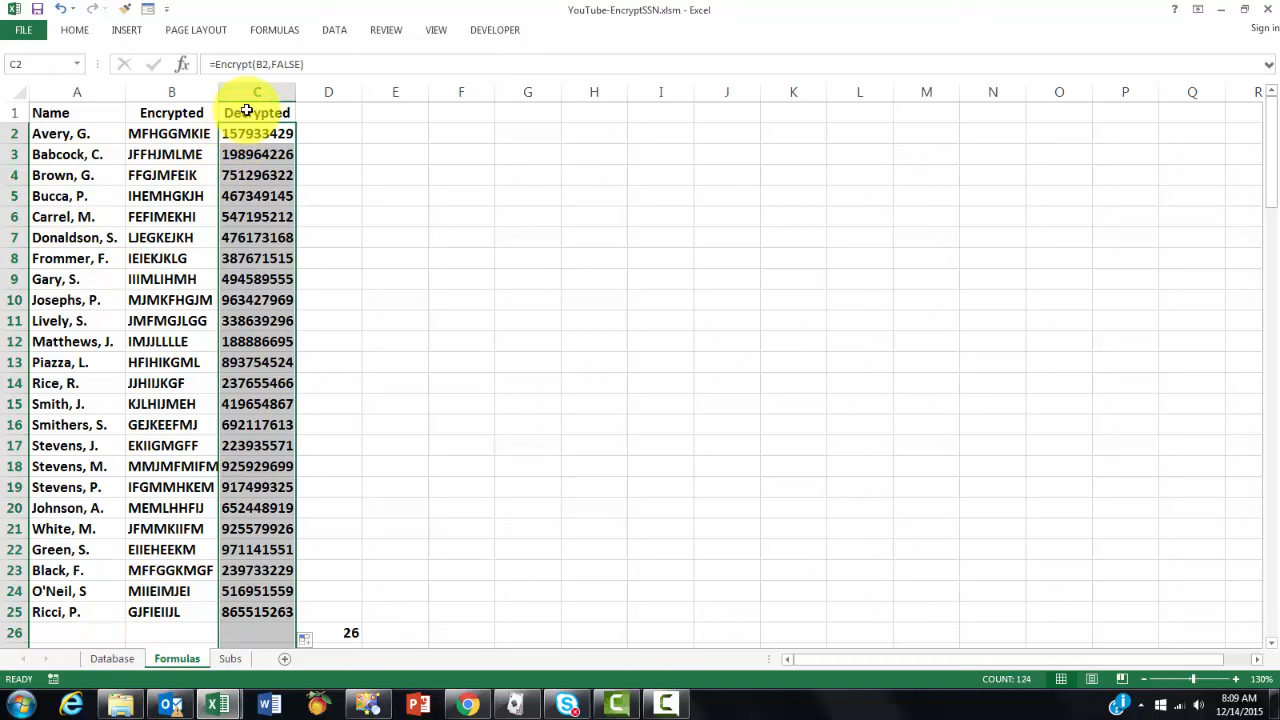 YouTube-EncryptSSN.xlsm - Excel
FILE HOME INSERT PAGE LAYOUT FORMULAS DATA REVIEW VIEW DEVELOPER Sign in
C2 =Encrypt(B2,FALSE)
A B C D E F G H I J K L M N O P Q R
1 Name Encrypted Decrypted
2 Avery, G. MFHGGMKIE 157933429
3 Babcock, C. JFFHJMLME 198964226
4 Brown, G. FFGJMFEIK 751296322
5 Bucca, P. IHEMHGKJH 467349145
6 Carrel, M. FEFIMEKHI 547195212
7 Donaldson, S. LJEGKEJKH 476173168
8 Frommer, F. IEIEKJKLG 387671515
9 Gary, S. IIIMLIHMH 494589555
10 Josephs, P. MJMKFHGJM 963427969
11 Lively, S. JMFMGJLGG 338639296
12 Matthews, J. IMJJLLLLE 188886695
13 Piazza, L. HFIHIKGML 893754524
14 Rice, R. JJHIIJKGF 237655466
15 Smith, J. KJLHIJMEH 419654867
16 Smithers, S. GEJKEEFMJ 692117613
17 Stevens, J. EKIIGMGFF 223935571
18 Stevens, M. MMJMFMIFM 925929699
19 Stevens, P. IFGMMHKEM 917499325
20 Johnson, A. MEMLHHFIJ 652448919
21 White, M. JFMMKIIFM 925579926
22 Green, S. EIIEHEEKM 971141551
23 Black, F. MFFGGKMGF 239733229
24 O'Neil, S MIIEIMJEI 516951559
25 Ricci, P. GJFIEIIJL 865515263
26 26
Database Formulas Subs
READY COUNT: 124 130%
8:09 AM
12/14/2015